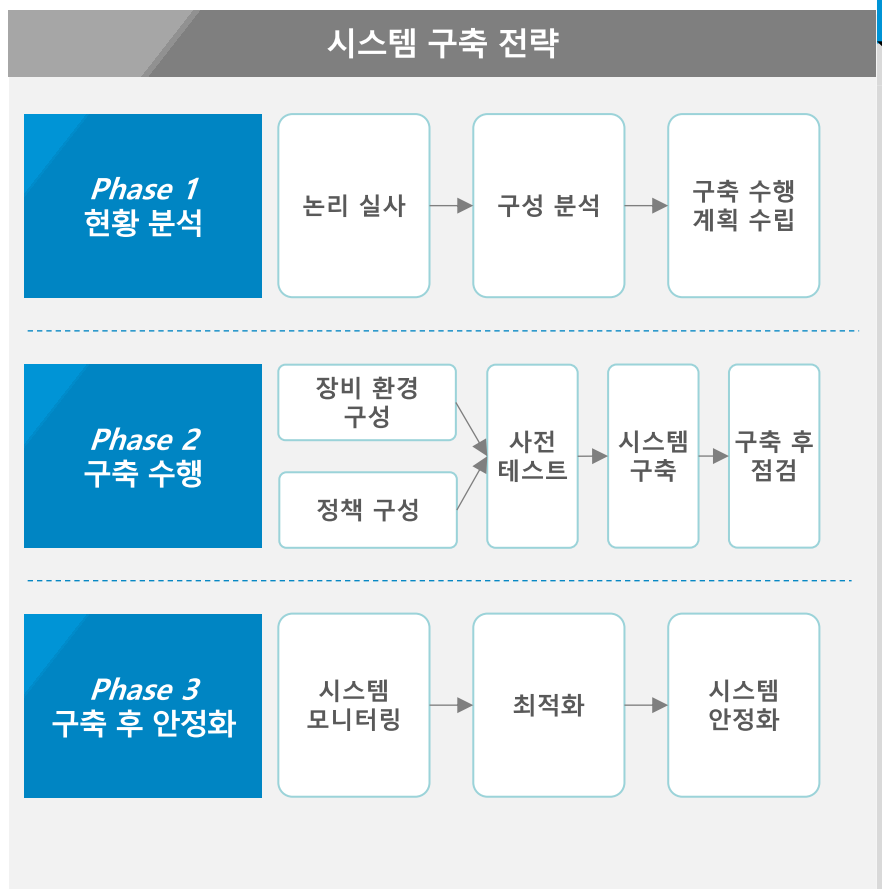 시스템 구축 전략
Phase 1
현황 분석
논리 실사
구성 분석
구축 수행
계획 수립
Phase 2
구축 수행
장비 환경
구성
정책 구성
사전
테스트
시스템
구축
구축 후
점검
Phase 3
구축 후 안정화
시스템
모니터링
최적화
시스템
안정화